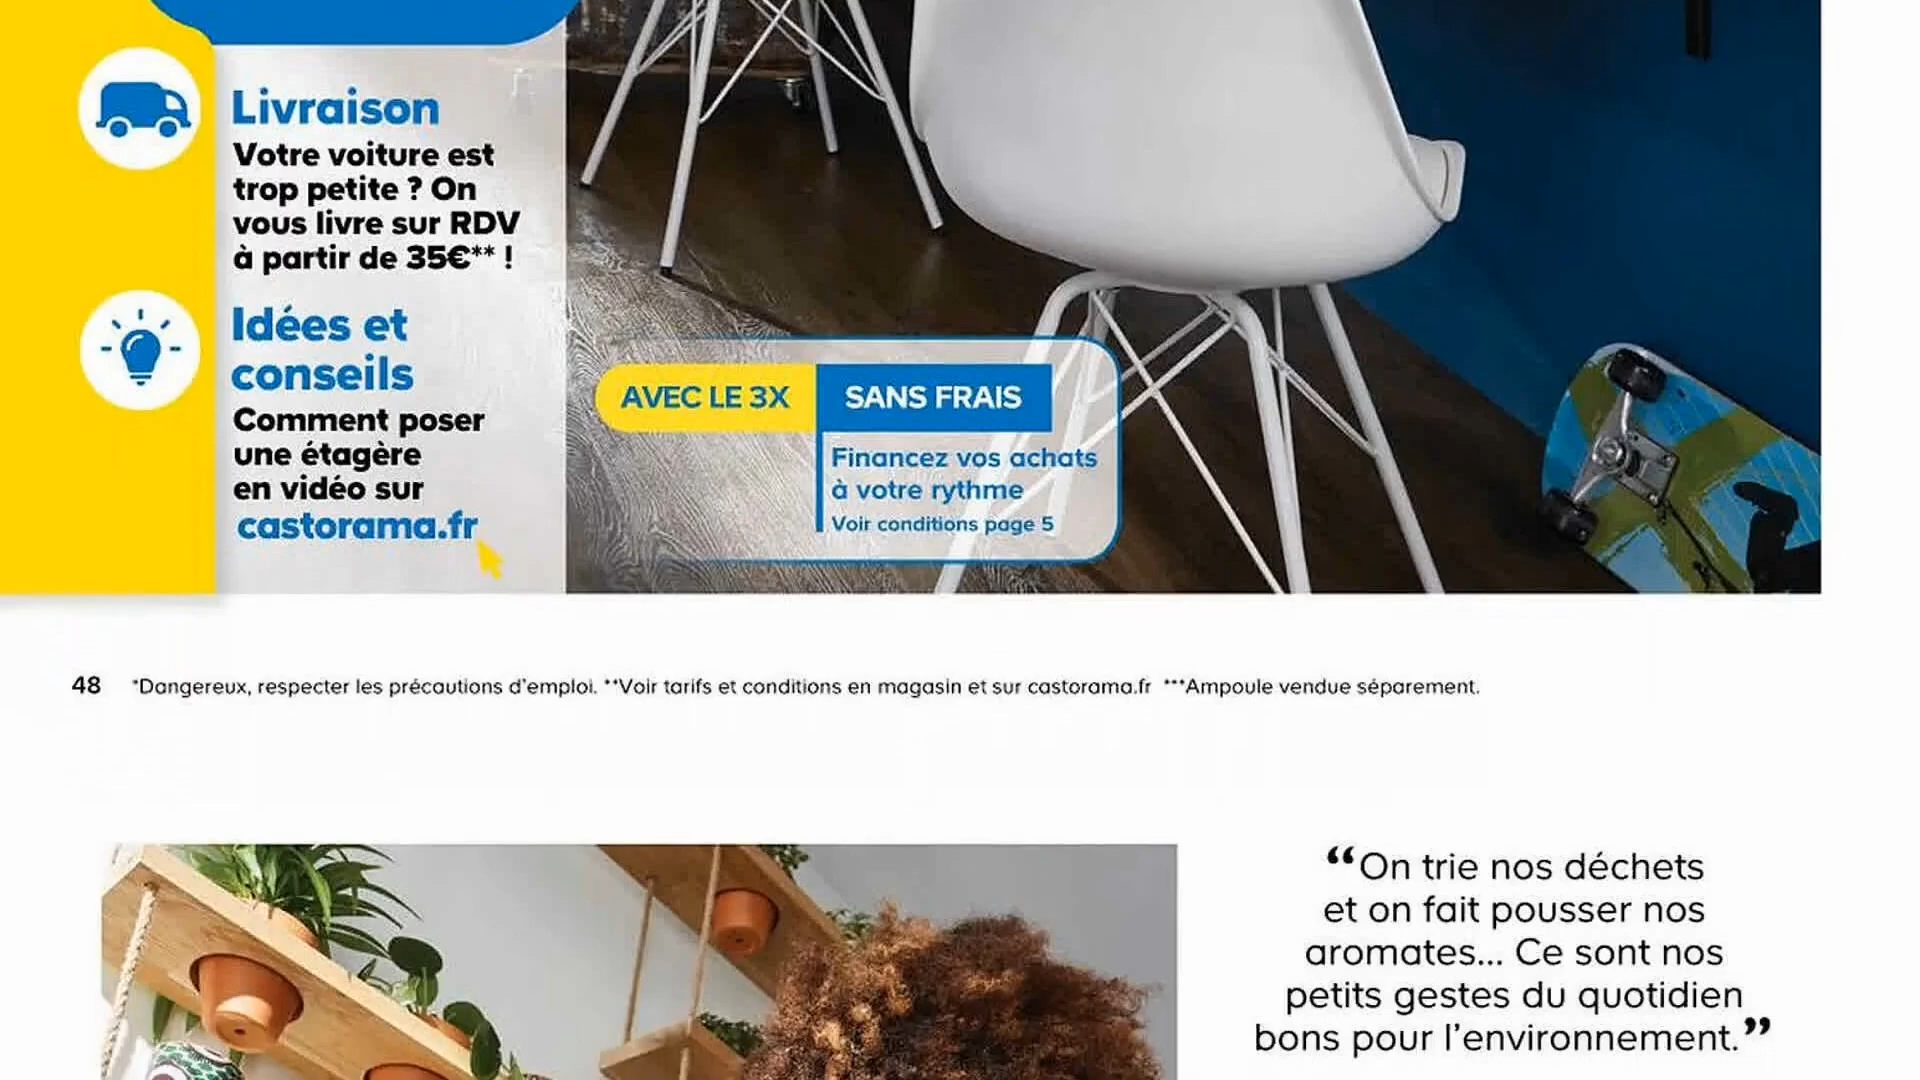 Livraison
Votre voiture est
trop petite ? On
vous livre sur RDV
à partir de 35€** !
Idées et
conseils
Comment poser
une étagère
en vidéo sur
castorama.fr
AVEC LE 3X SANS FRAIS
Financez vos achats
à votre rythme
Voir conditions page 5
48 *Dangereux, respecter les précautions d'emploi. **Voir tarifs et conditions en magasin et sur castorama.fr ***Ampoule vendue séparement.
“On trie nos déchets
et on fait pousser nos
aromates... Ce sont nos
petits gestes du quotidien
bons pour l'environnement.”